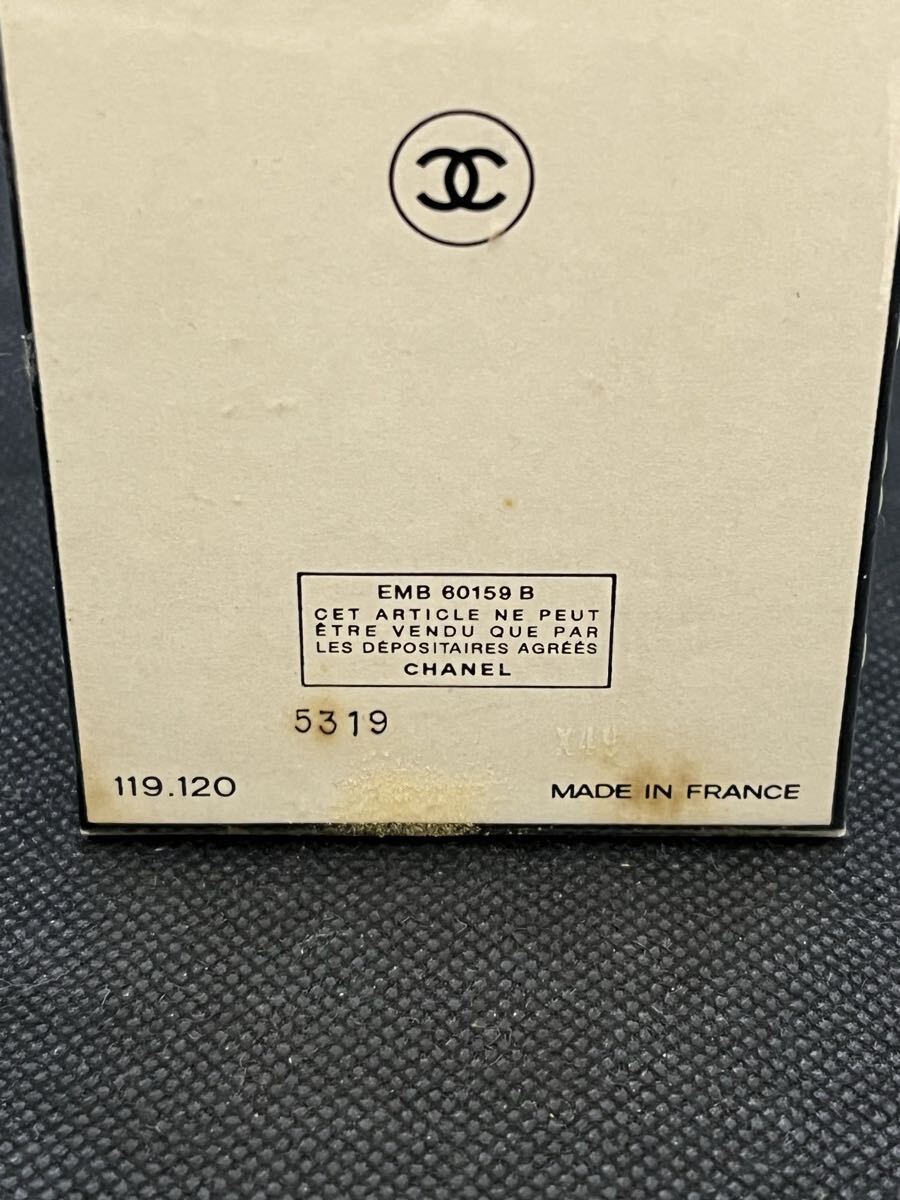 EMB 60159 B
CET ARTICLE NE PEUT
ÊTRE VENDU QUE PAR
LES DÉPOSITAIRES AGRÉÉS
CHANEL
5319
X49
119.120
MADE IN FRANCE